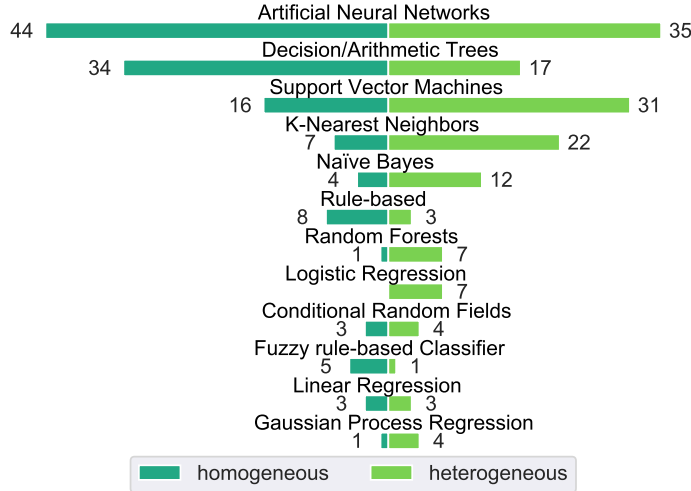 Artificial Neural Networks
44 35
Decision/Arithmetic Trees
34 17
Support Vector Machines
16 31
K-Nearest Neighbors
7 22
Naïve Bayes
4 12
Rule-based
8 3
Random Forests
1 7
Logistic Regression
7
Conditional Random Fields
3 4
Fuzzy rule-based Classifier
5 1
Linear Regression
3 3
Gaussian Process Regression
1 4
homogeneous heterogeneous